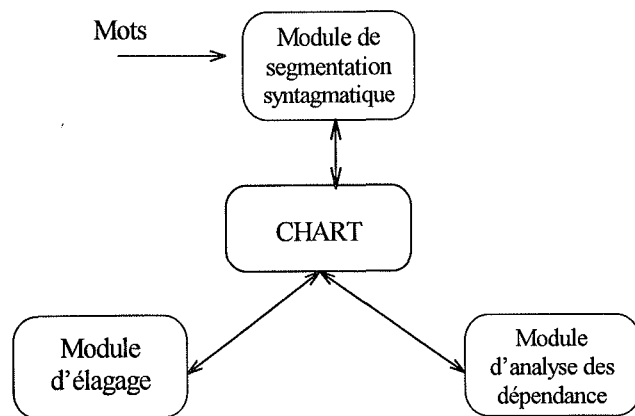 Mots
Module de
segmentation
syntagmatique
CHART
Module
d'élagage
Module
d'analyse des
dépendance